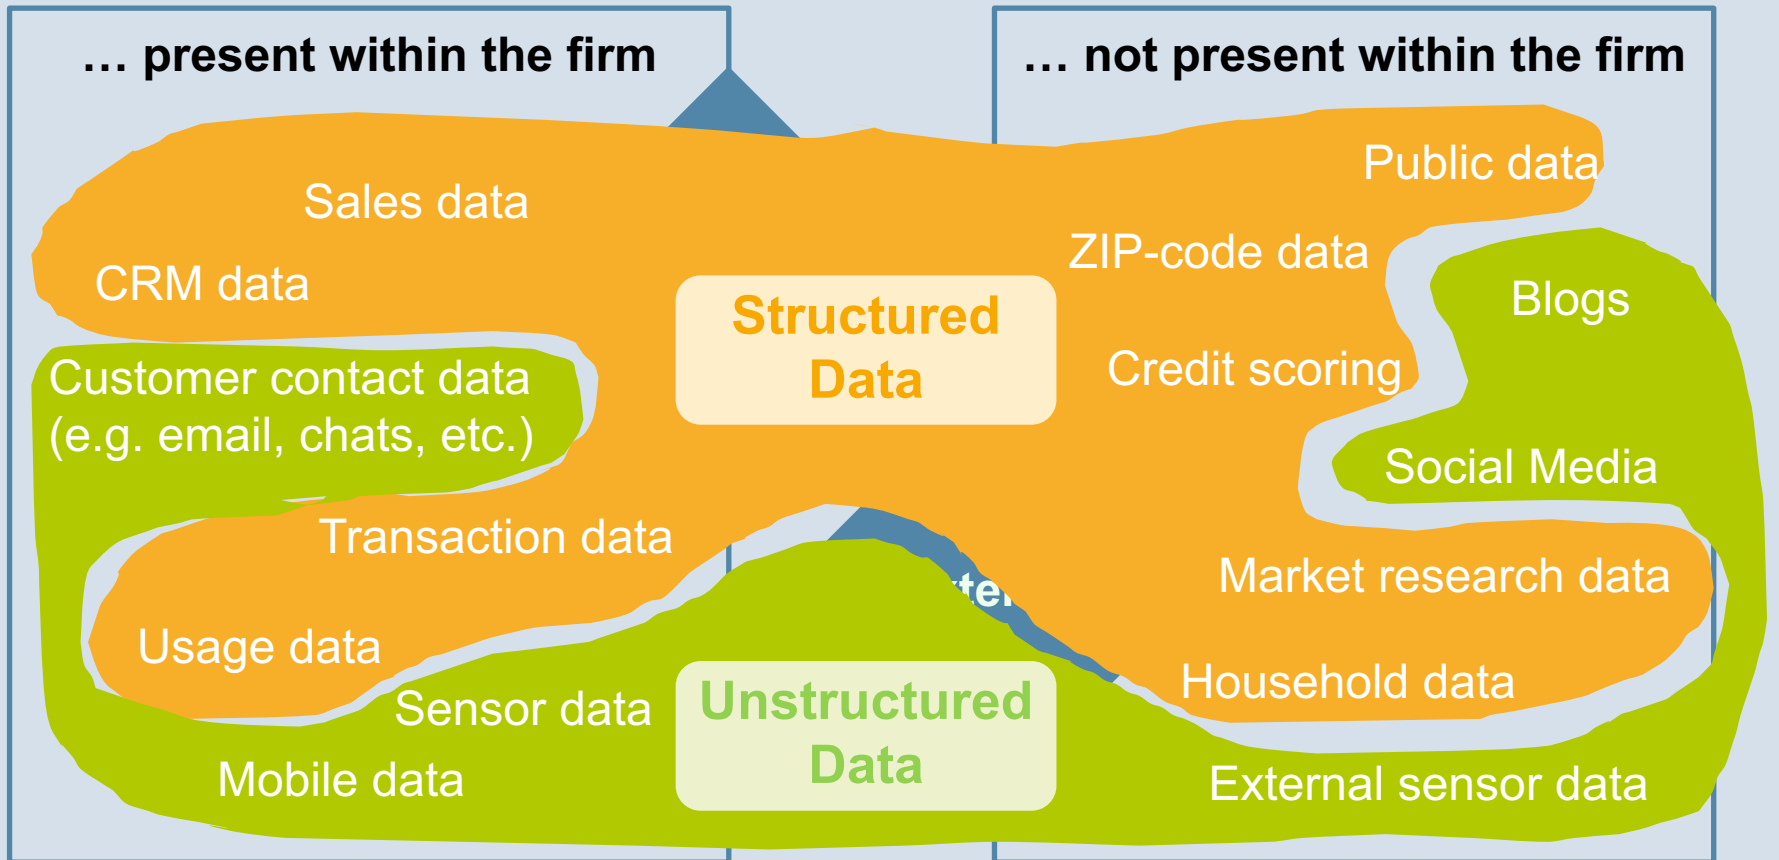 … present within the firm
… not present within the firm
Sales data
CRM data
Customer contact data
(e.g. email, chats, etc.)
Transaction data
Usage data
Sensor data
Mobile data
Structured
Data
Unstructured
Data
Public data
ZIP-code data
Blogs
Credit scoring
Social Media
Market research data
Household data
External sensor data